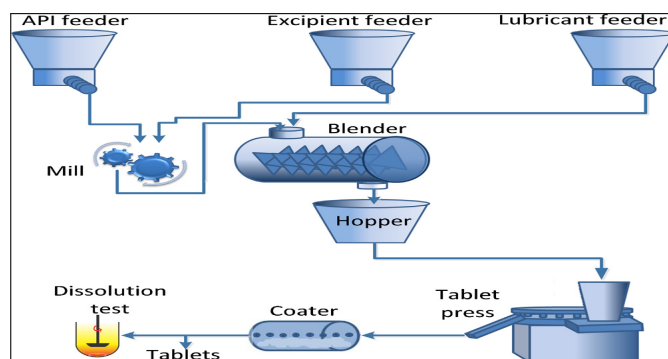 API feeder
Excipient feeder
Lubricant feeder
Blender
Mill
Hopper
Tablet
press
Coater
Dissolution
test
Tablets